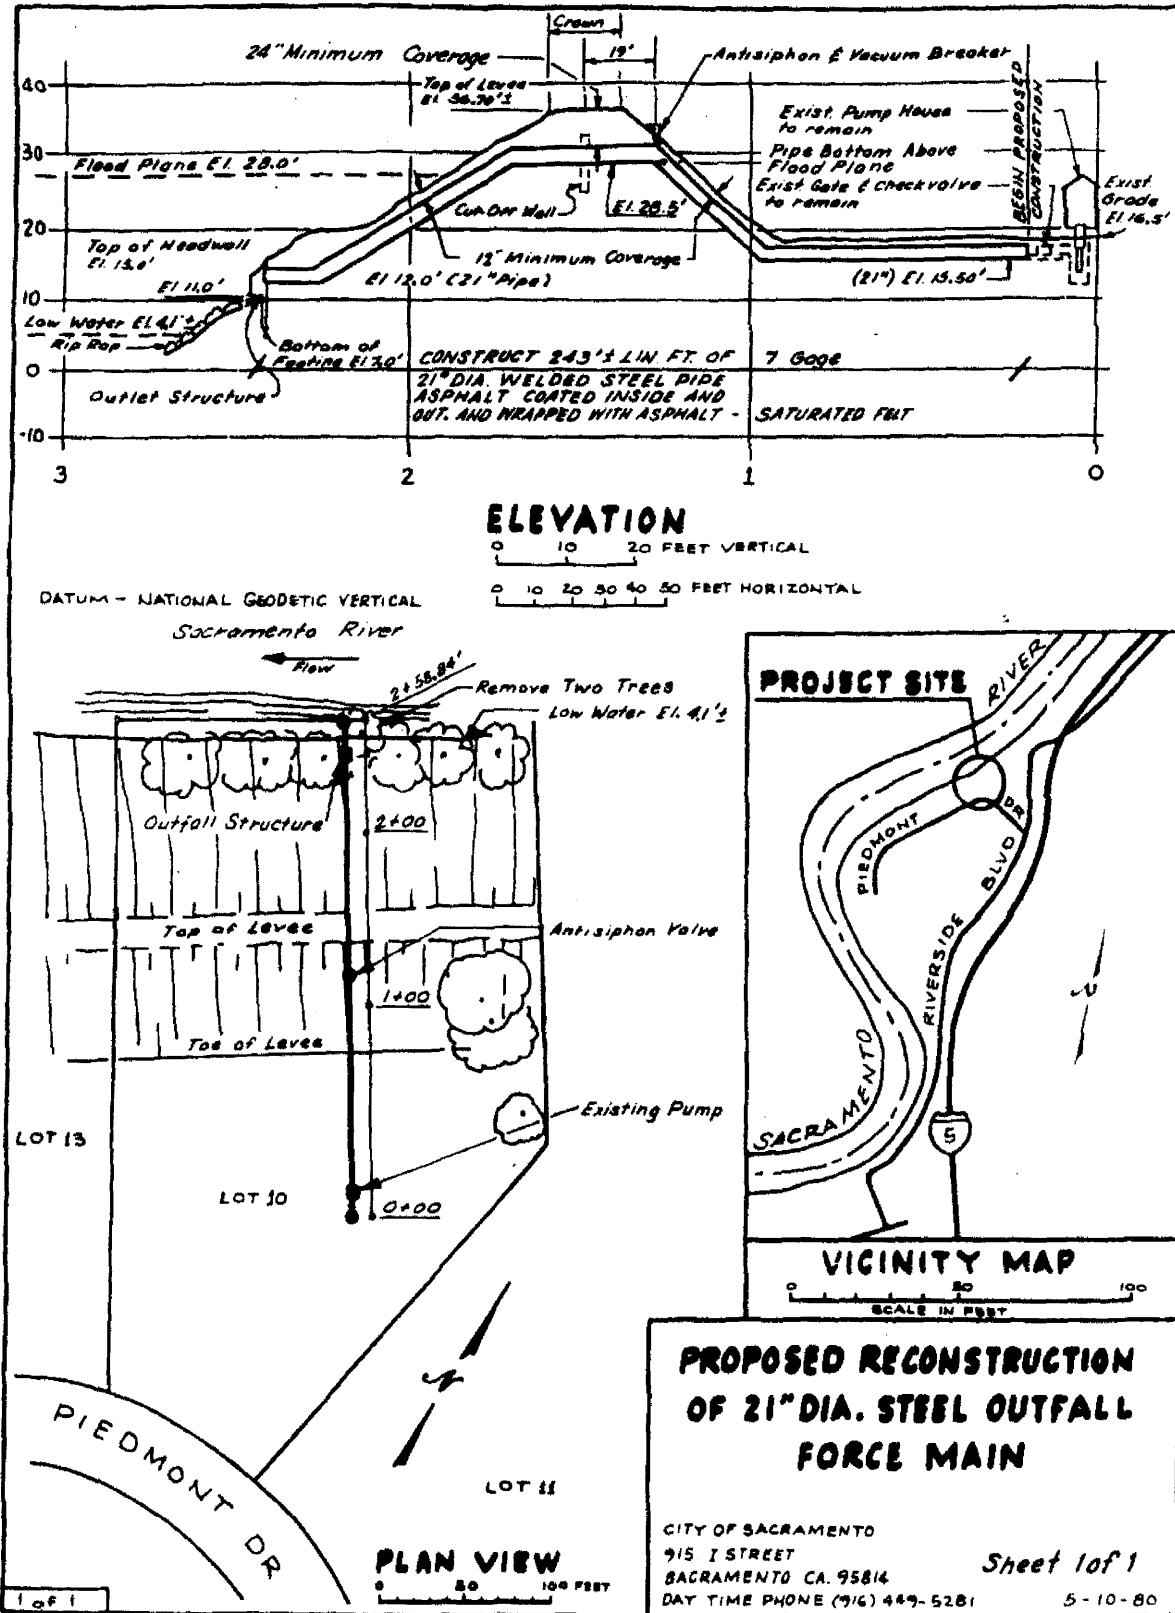 Crown
24" Minimum Coverage
19'
Antisiphon & Vacuum Breaker
40
Top of Levee
El. 36.70'±
BEGIN PROPOSED
CONSTRUCTION
Exist. Pump House
to remain
30
Flood Plane El. 28.0'
Pipe Bottom Above
Flood Plane
Exist Gate & checkvalve
to remain
Exist.
Grade
El. 16.5'
Cut-Off Wall
El. 28.5'
20
Top of Headwall
El. 15.0'
12" Minimum Coverage
El 12.0' (21" Pipe)
(21") El. 15.50'
El 11.0'
10
Low Water El. 4.1'±
Rip Rap
Bottom of
Footing El 7.0'
0
Outlet Structure
CONSTRUCT 243'± LIN. FT. OF 7 Gage
21" DIA. WELDED STEEL PIPE
ASPHALT COATED INSIDE AND
OUT. AND WRAPPED WITH ASPHALT - SATURATED FELT
-10
3 2 1 0
ELEVATION
0 10 20 FEET VERTICAL
0 10 20 30 40 50 FEET HORIZONTAL
DATUM - NATIONAL GEODETIC VERTICAL
Sacramento River
Flow
2+58.84'
Remove Two Trees
Low Water El. 4.1'±
Outfall Structure
2+00
Top of Levee
Antisiphon Valve
1+00
Toe of Levee
Existing Pump
LOT 13
LOT 10
0+00
N
PIEDMONT DR
LOT 11
PLAN VIEW
0 50 100 FEET
1 of 1
PROJECT SITE
RIVER
PIEDMONT DR
RIVERSIDE BLVD
SACRAMENTO
N
5
VICINITY MAP
0 50 100
SCALE IN FEET
PROPOSED RECONSTRUCTION
OF 21" DIA. STEEL OUTFALL
FORCE MAIN
CITY OF SACRAMENTO
915 I STREET
SACRAMENTO CA. 95814
DAY TIME PHONE (916) 449-5281
Sheet 1 of 1
5-10-80